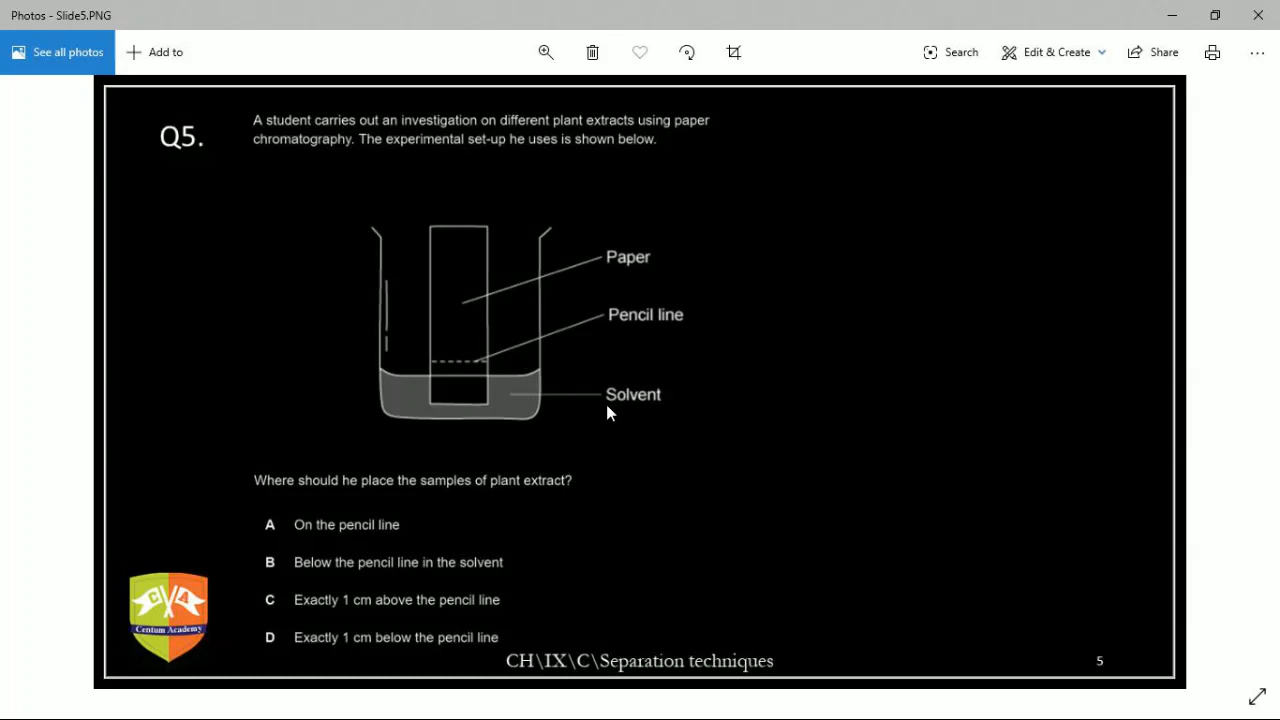 Photos - Slide5.PNG
See all photos
Add to
Search
Edit & Create
Share
Q5.
A student carries out an investigation on different plant extracts using paper
chromatography. The experimental set-up he uses is shown below.
Paper
Pencil line
Solvent
Where should he place the samples of plant extract?
A On the pencil line
B Below the pencil line in the solvent
C Exactly 1 cm above the pencil line
D Exactly 1 cm below the pencil line
C A
Centum Academy
CH\IX\C\Separation techniques
5